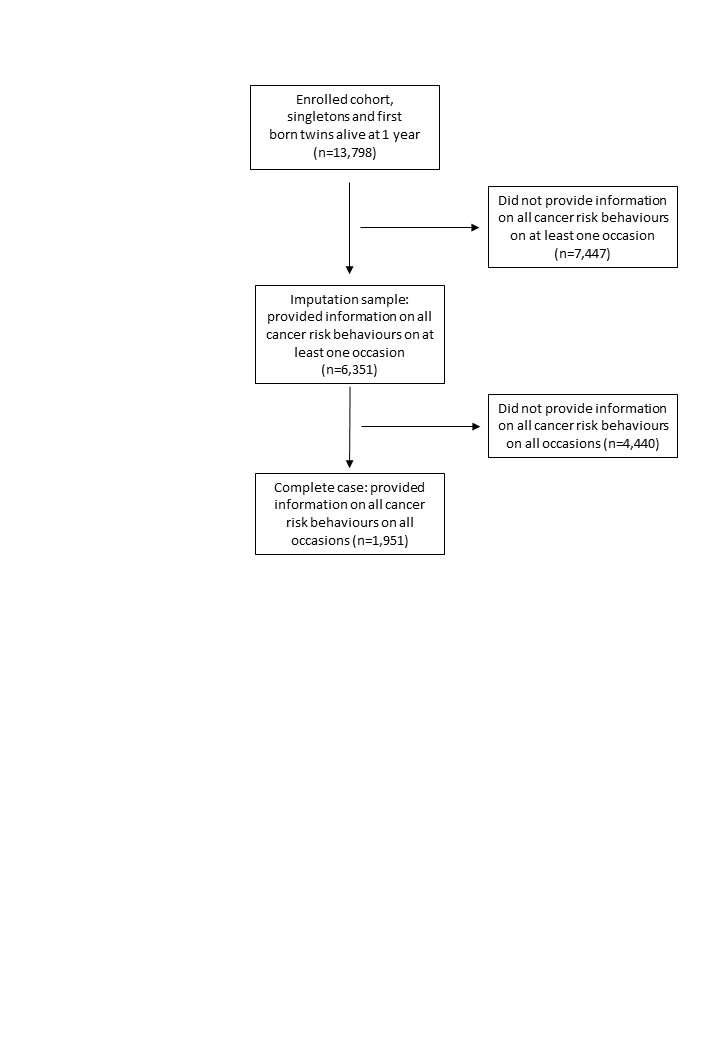 Enrolled cohort,
singletons and first
born twins alive at 1 year
(n=13,798)
Did not provide information
on all cancer risk behaviours
on at least one occasion
(n=7,447)
Imputation sample:
provided information on all
cancer risk behaviours on at
least one occasion
(n=6,351)
Did not provide information
on all cancer risk behaviours
on all occasions (n=4,440)
Complete case: provided
information on all cancer
risk behaviours on all
occasions (n=1,951)